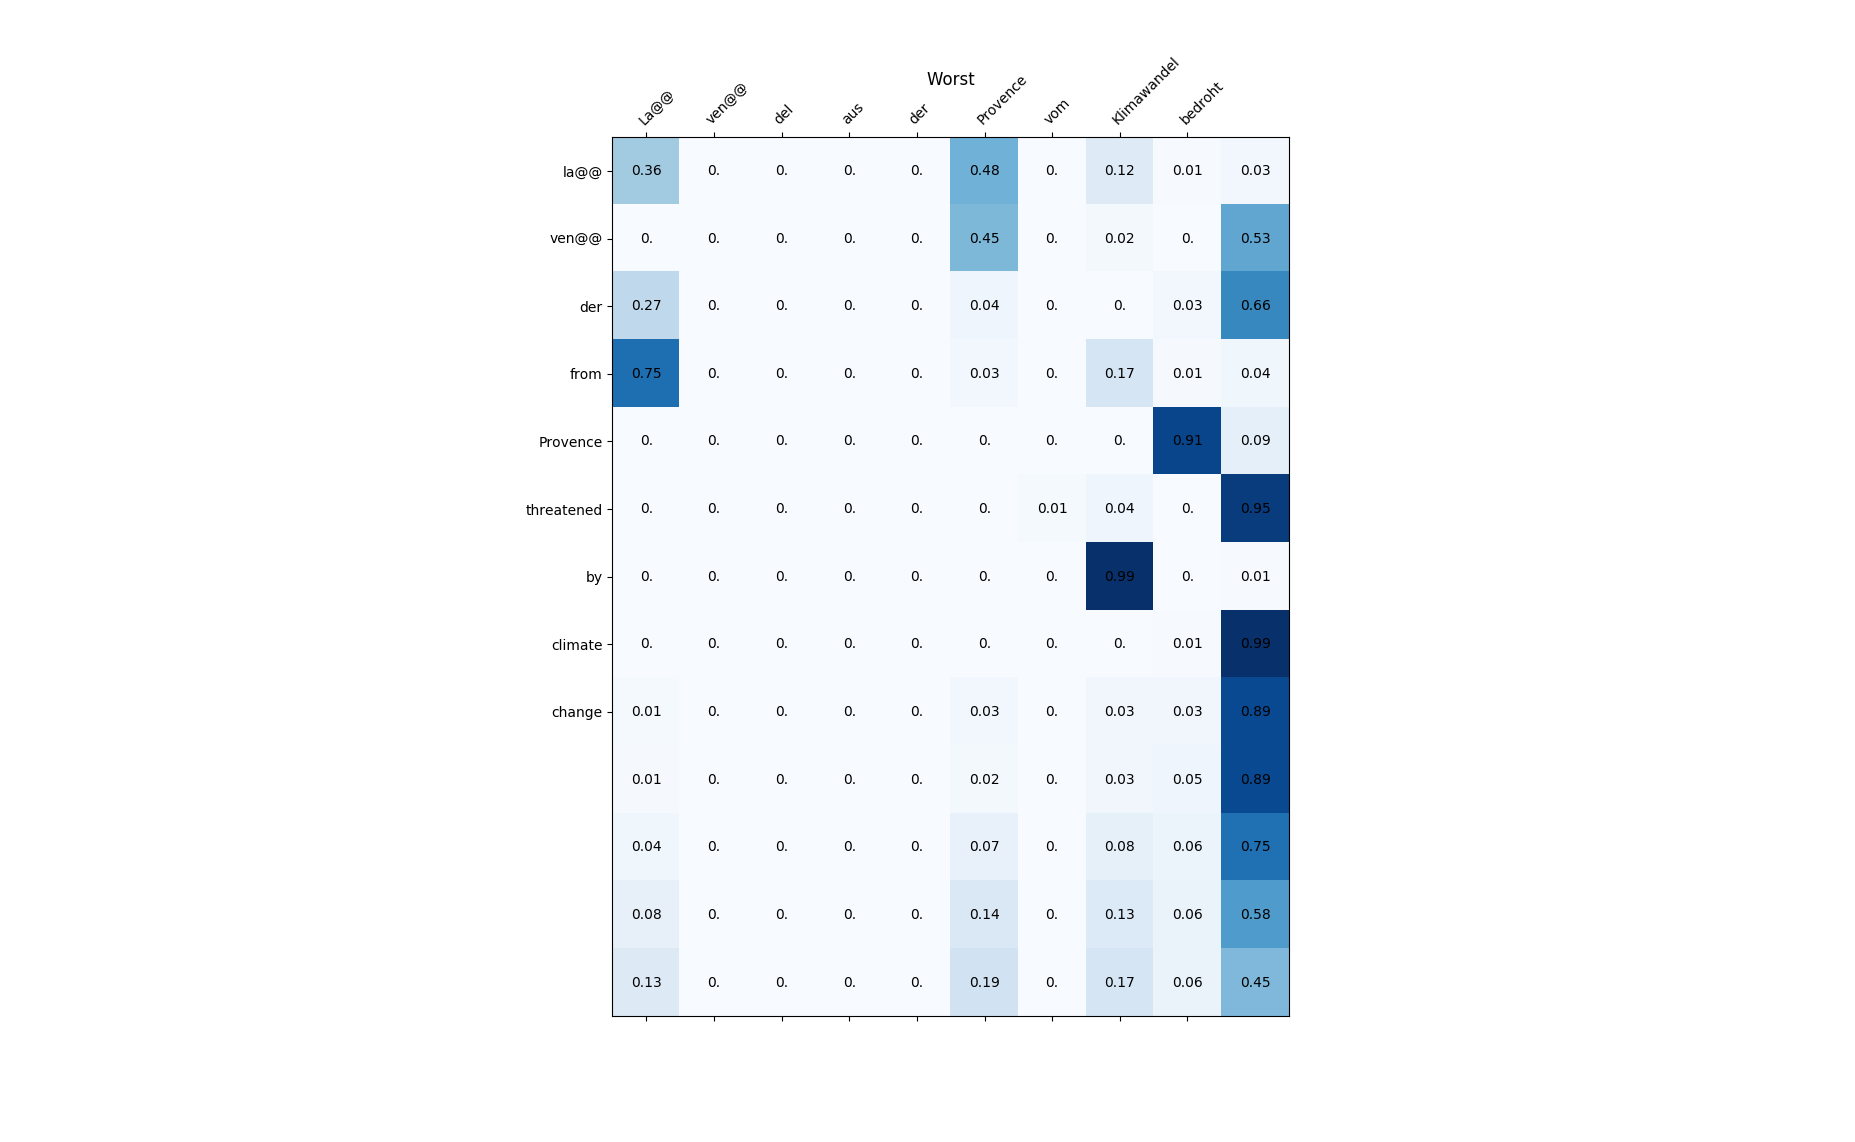 Worst
La@@ ven@@ del aus der Provence vom Klimawandel bedroht
la@@ 0.36 0. 0. 0. 0. 0.48 0. 0.12 0.01 0.03
ven@@ 0. 0. 0. 0. 0. 0.45 0. 0.02 0. 0.53
der 0.27 0. 0. 0. 0. 0.04 0. 0. 0.03 0.66
from 0.75 0. 0. 0. 0. 0.03 0. 0.17 0.01 0.04
Provence 0. 0. 0. 0. 0. 0. 0. 0. 0.91 0.09
threatened 0. 0. 0. 0. 0. 0. 0.01 0.04 0. 0.95
by 0. 0. 0. 0. 0. 0. 0. 0.99 0. 0.01
climate 0. 0. 0. 0. 0. 0. 0. 0. 0.01 0.99
change 0.01 0. 0. 0. 0. 0.03 0. 0.03 0.03 0.89
0.01 0. 0. 0. 0. 0.02 0. 0.03 0.05 0.89
0.04 0. 0. 0. 0. 0.07 0. 0.08 0.06 0.75
0.08 0. 0. 0. 0. 0.14 0. 0.13 0.06 0.58
0.13 0. 0. 0. 0. 0.19 0. 0.17 0.06 0.45